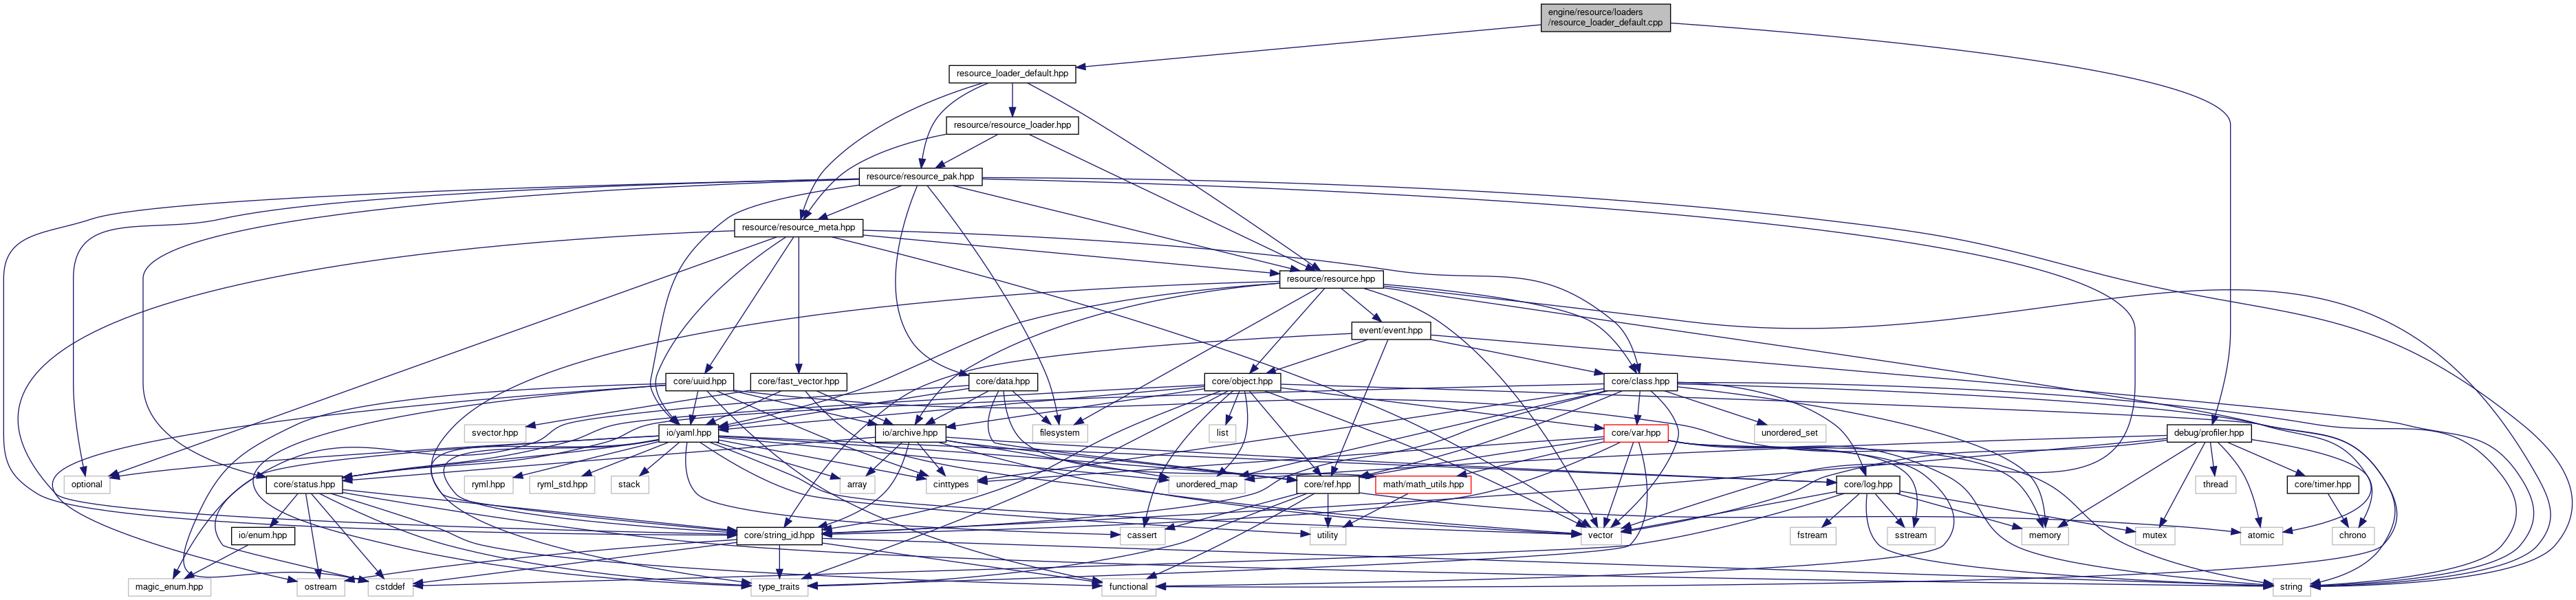 engine/resource/loaders
/resource_loader_default.cpp
resource_loader_default.hpp
resource/resource_loader.hpp
resource/resource_pak.hpp
resource/resource_meta.hpp
resource/resource.hpp
event/event.hpp
core/uuid.hpp
core/fast_vector.hpp
core/data.hpp
core/object.hpp
core/class.hpp
svector.hpp
io/yaml.hpp
io/archive.hpp
filesystem
list
core/var.hpp
unordered_set
debug/profiler.hpp
optional
core/status.hpp
ryml.hpp
ryml_std.hpp
stack
array
cinttypes
unordered_map
core/ref.hpp
math/math_utils.hpp
core/log.hpp
thread
core/timer.hpp
io/enum.hpp
core/string_id.hpp
cassert
utility
vector
fstream
sstream
memory
mutex
atomic
chrono
magic_enum.hpp
ostream
cstddef
type_traits
functional
string